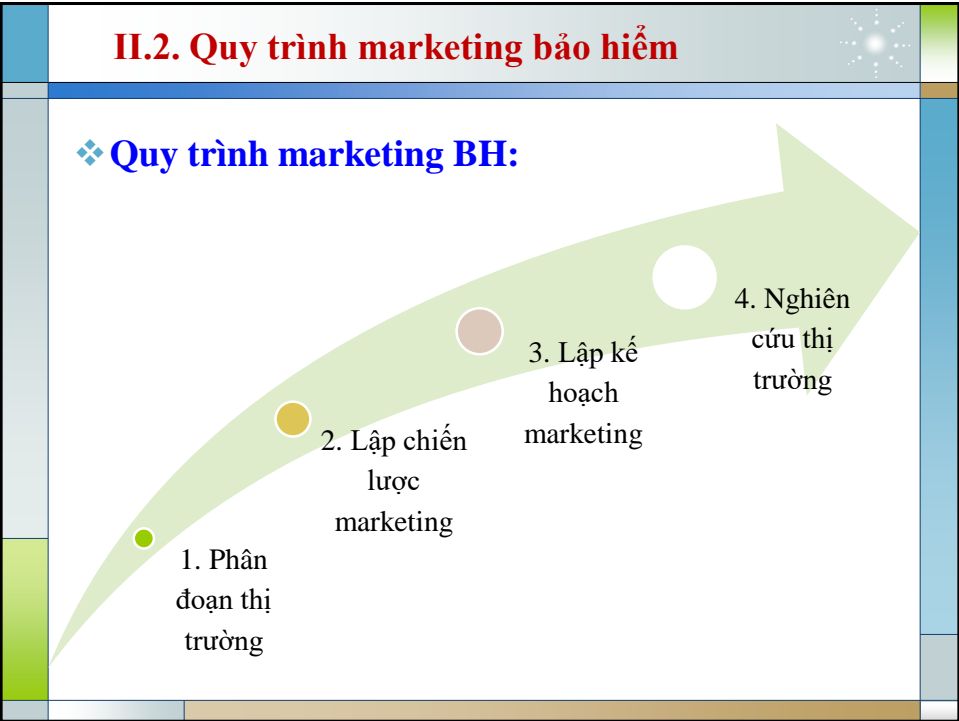 II.2. Quy trình marketing bảo hiểm
Quy trình marketing BH:
1. Phân
đoạn thị
trường
2. Lập chiến
lược
marketing
3. Lập kế
hoạch
marketing
4. Nghiên
cứu thị
trường